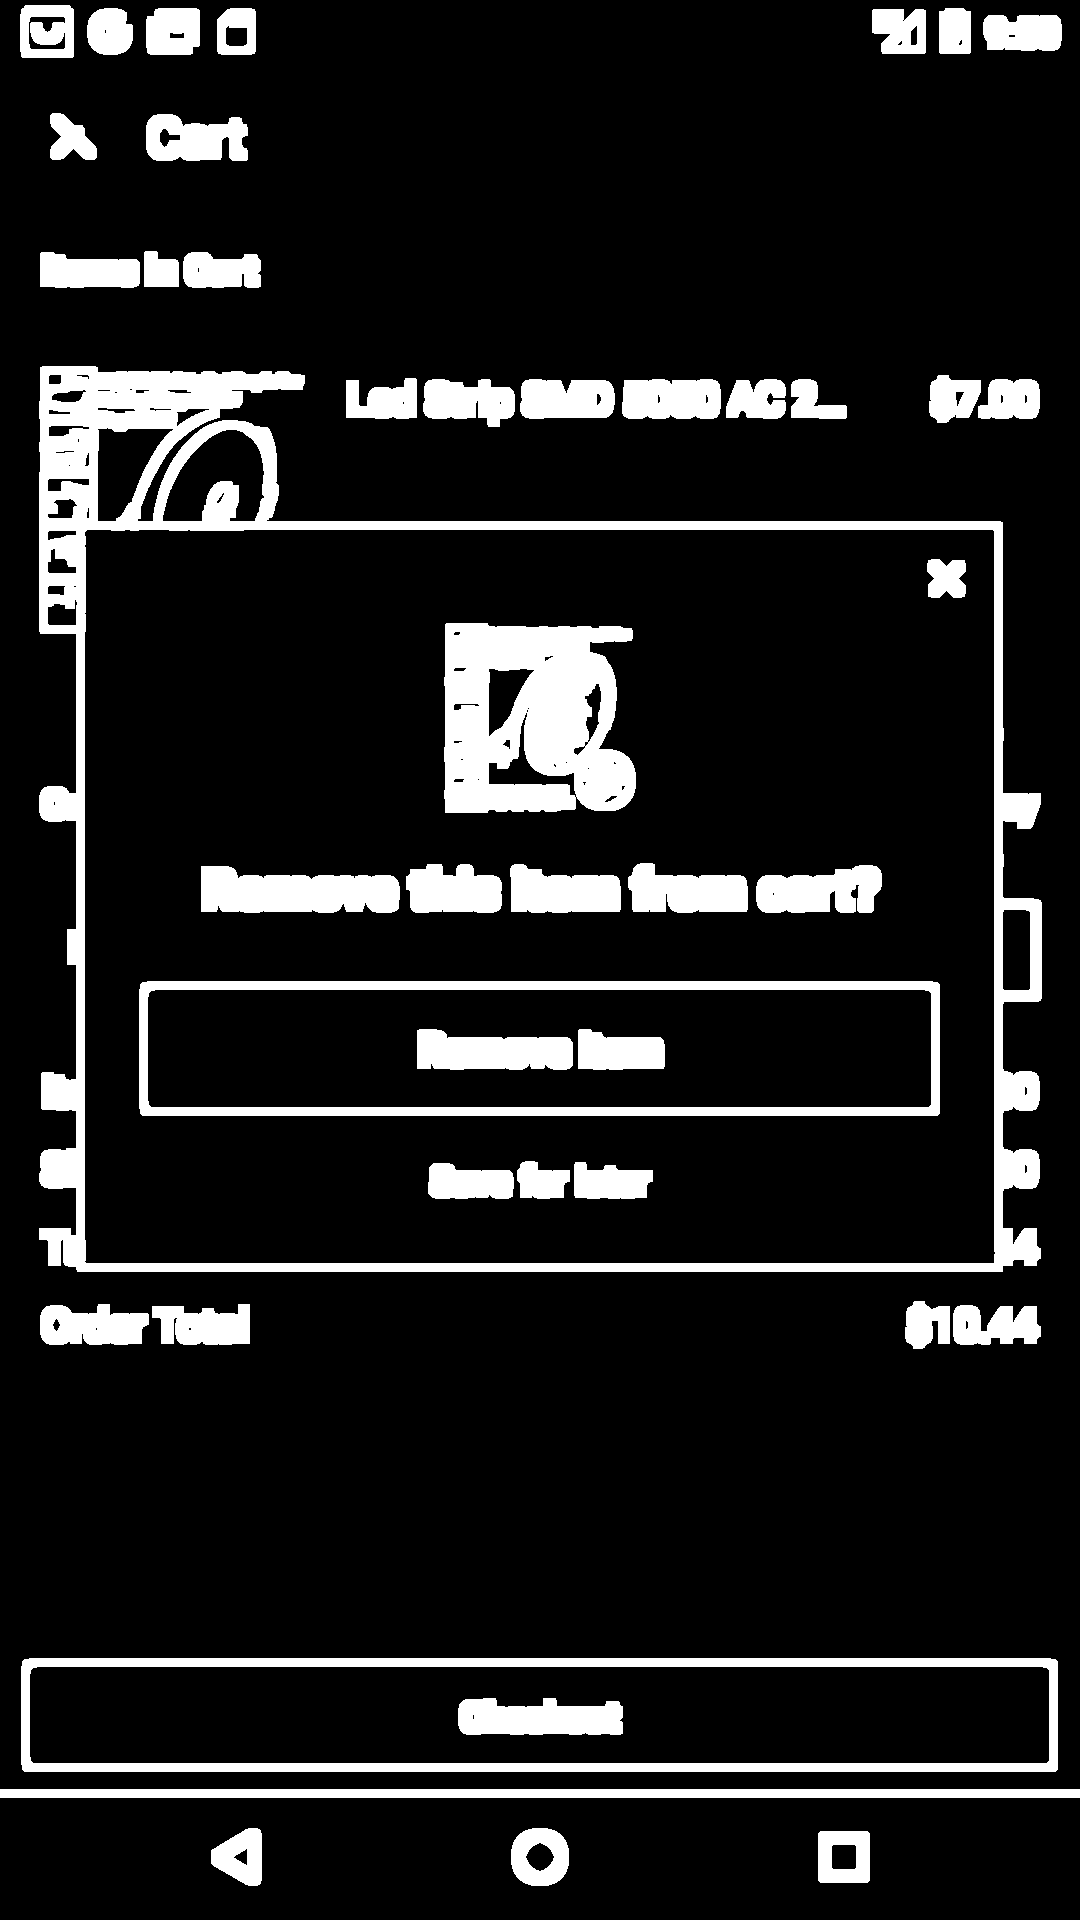 Cart
Items in Cart
Led Strip SMD 5050 AC 2... $7.00
Remove this item from cart?
Remove item
Save for later
Order Total $10.44
Checkout